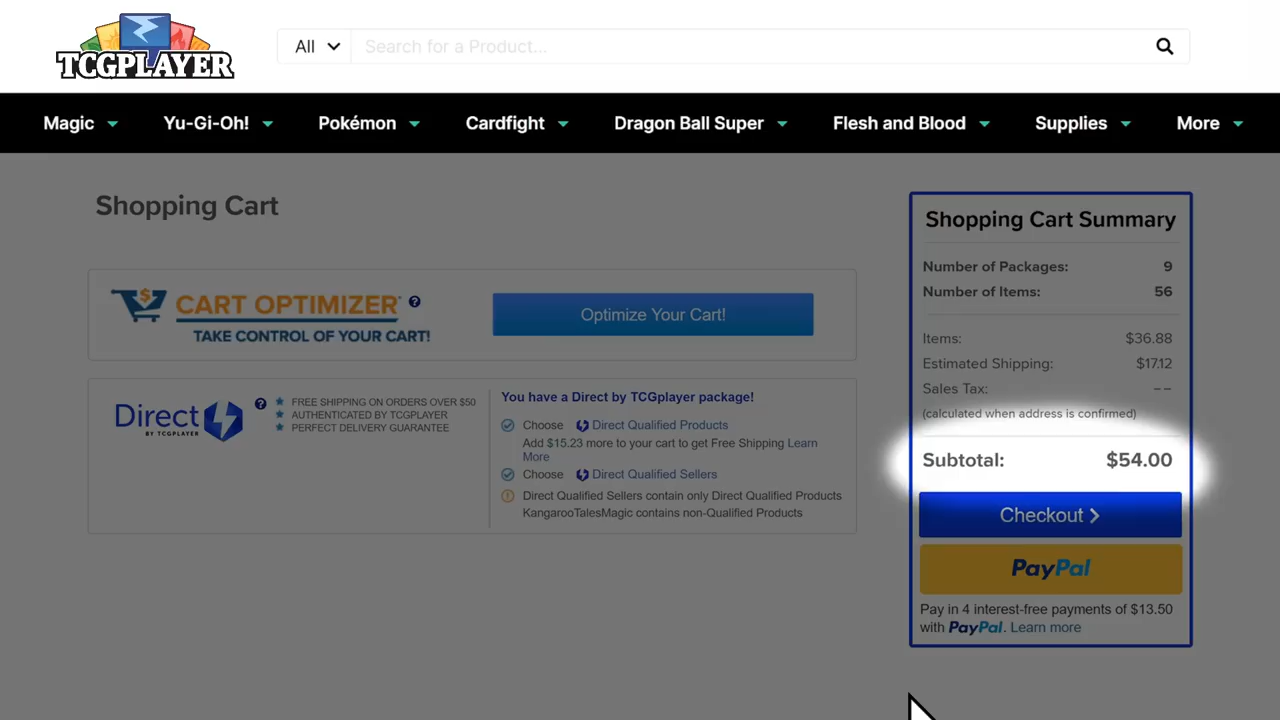 TCGPLAYER
All
Search for a Product...
Magic
Yu-Gi-Oh!
Pokémon
Cardfight
Dragon Ball Super
Flesh and Blood
Supplies
More
Shopping Cart
CART OPTIMIZER
TAKE CONTROL OF YOUR CART!
Optimize Your Cart!
Direct
BY TCGPLAYER
FREE SHIPPING ON ORDERS OVER $50
AUTHENTICATED BY TCGPLAYER
PERFECT DELIVERY GUARANTEE
You have a Direct by TCGplayer package!
Choose Direct Qualified Products
Add $15.23 more to your cart to get Free Shipping Learn
More
Choose Direct Qualified Sellers
Direct Qualified Sellers contain only Direct Qualified Products
KangarooTalesMagic contains non-Qualified Products
Shopping Cart Summary
Number of Packages: 9
Number of Items: 56
Items: $36.88
Estimated Shipping: $17.12
Sales Tax: --
(calculated when address is confirmed)
Subtotal: $54.00
Checkout
PayPal
Pay in 4 interest-free payments of $13.50
with PayPal. Learn more